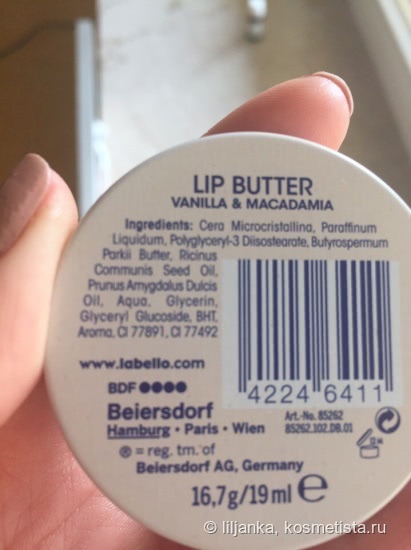 LIP BUTTER
VANILLA & MACADAMIA
Ingredients: Cera Microcristallina, Paraffinum
Liquidum, Polyglyceryl-3 Diisostearate, Butyrospermum
Parkii Butter, Ricinus
Communis Seed Oil,
Prunus Amygdalus Dulcis
Oil, Aqua, Glycerin,
Glyceryl Glucoside, BHT,
Aroma, CI 77891, CI 77492
www.labello.com
BDF ●●●●
4224 6411
Beiersdorf
Hamburg · Paris · Wien
Art.-No. 85262
85262.102.DB.01
12 M
® = reg. tm. of
Beiersdorf AG, Germany
16,7g/19 ml ℮
© liljanka, kosmetista.ru